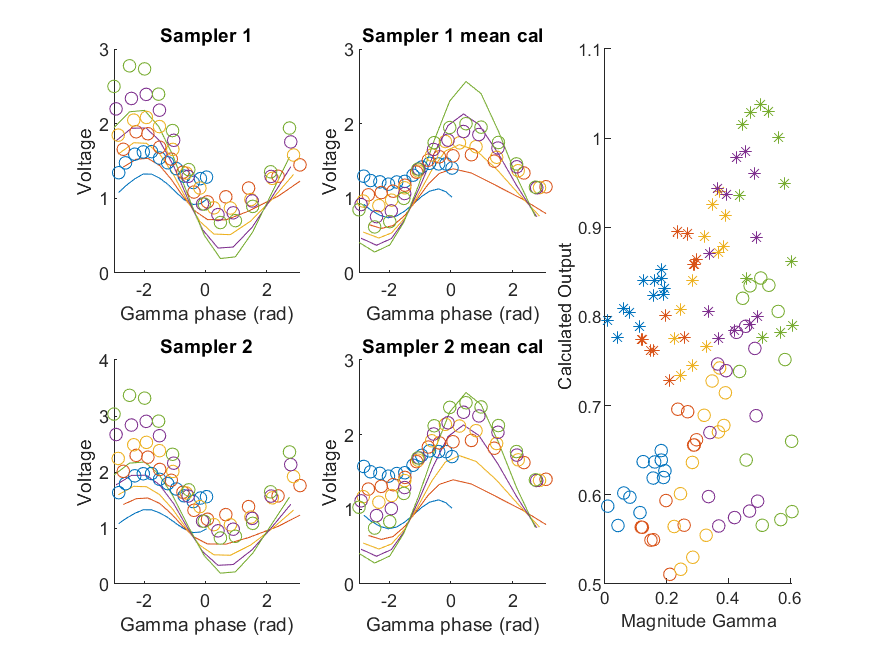 Sampler 1
3
2
1
0
Voltage
-2
0
2
Gamma phase (rad)
Sampler 1 mean cal
3
2
1
0
Voltage
-2
0
2
Gamma phase (rad)
Sampler 2
4
3
2
1
0
Voltage
-2
0
2
Gamma phase (rad)
Sampler 2 mean cal
3
2
1
0
Voltage
-2
0
2
Gamma phase (rad)
1.1
1
0.9
0.8
0.7
0.6
0.5
Calculated Output
0
0.2
0.4
0.6
Magnitude Gamma